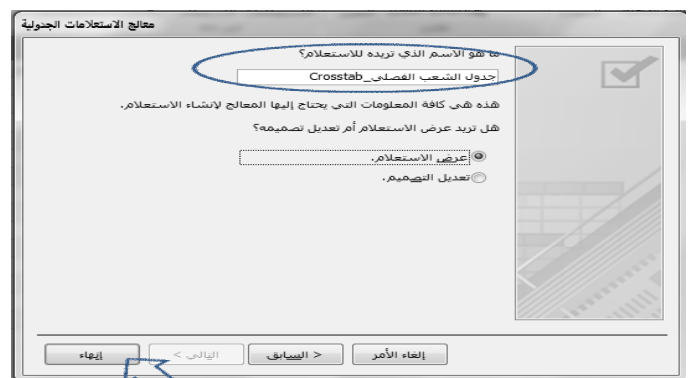 معالج الاستعلامات الجدولية
ما هو الاسم الذي تريده للاستعلام؟
جدول الشعب الفصلي_Crosstab
هذه هي كافة المعلومات التي يحتاج إليها المعالج لإنشاء الاستعلام.
هل تريد عرض الاستعلام أم تعديل تصميمه؟
عرض الاستعلام.
تعديل التصميم.
إلغاء الأمر
< السابق
التالي >
إنهاء